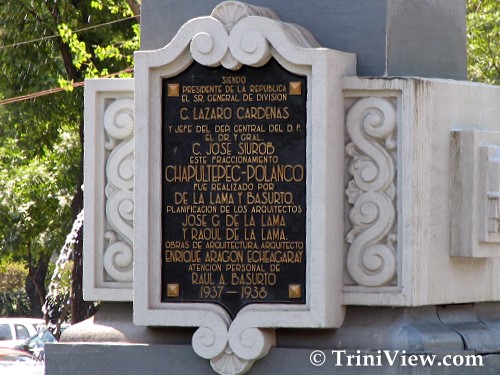 SIENDO
PRESIDENTE DE LA REPUBLICA
EL SR. GENERAL DE DIVISION
C. LAZARO CARDENAS
Y JEFE DEL DEP. CENTRAL DEL D.F.
EL DR. Y GRAL.
C. JOSE SIUROB
ESTE FRACCIONAMIENTO
CHAPULTEPEC-POLANCO
FUE REALIZADO POR
DE LA LAMA Y BASURTO.
PLANIFICACION DE LOS ARQUITECTOS
JOSE G. DE LA LAMA
Y RAOUL DE LA LAMA
OBRAS DE ARQUITECTURA, ARQUITECTO
ENRIQUE ARAGON ECHEAGARAY
ATENCION PERSONAL DE
RAUL A. BASURTO
1937 - 1938
© TriniView.com